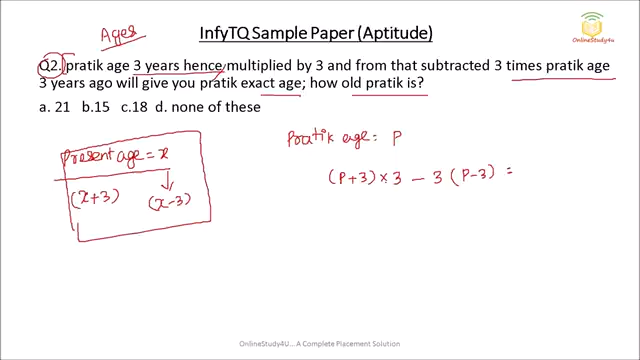 Ages
InfyTQ Sample Paper (Aptitude)
OnlineStudy4u
Q2. pratik age 3 years hence multiplied by 3 and from that subtracted 3 times pratik age
3 years ago will give you pratik exact age; how old pratik is?
a. 21 b.15 c.18 d. none of these
Present age = x
(x+3) (x-3)
Pratik age = P
(P+3) × 3 - 3 (P-3) =
OnlineStudy4U... A Complete Placement Solution